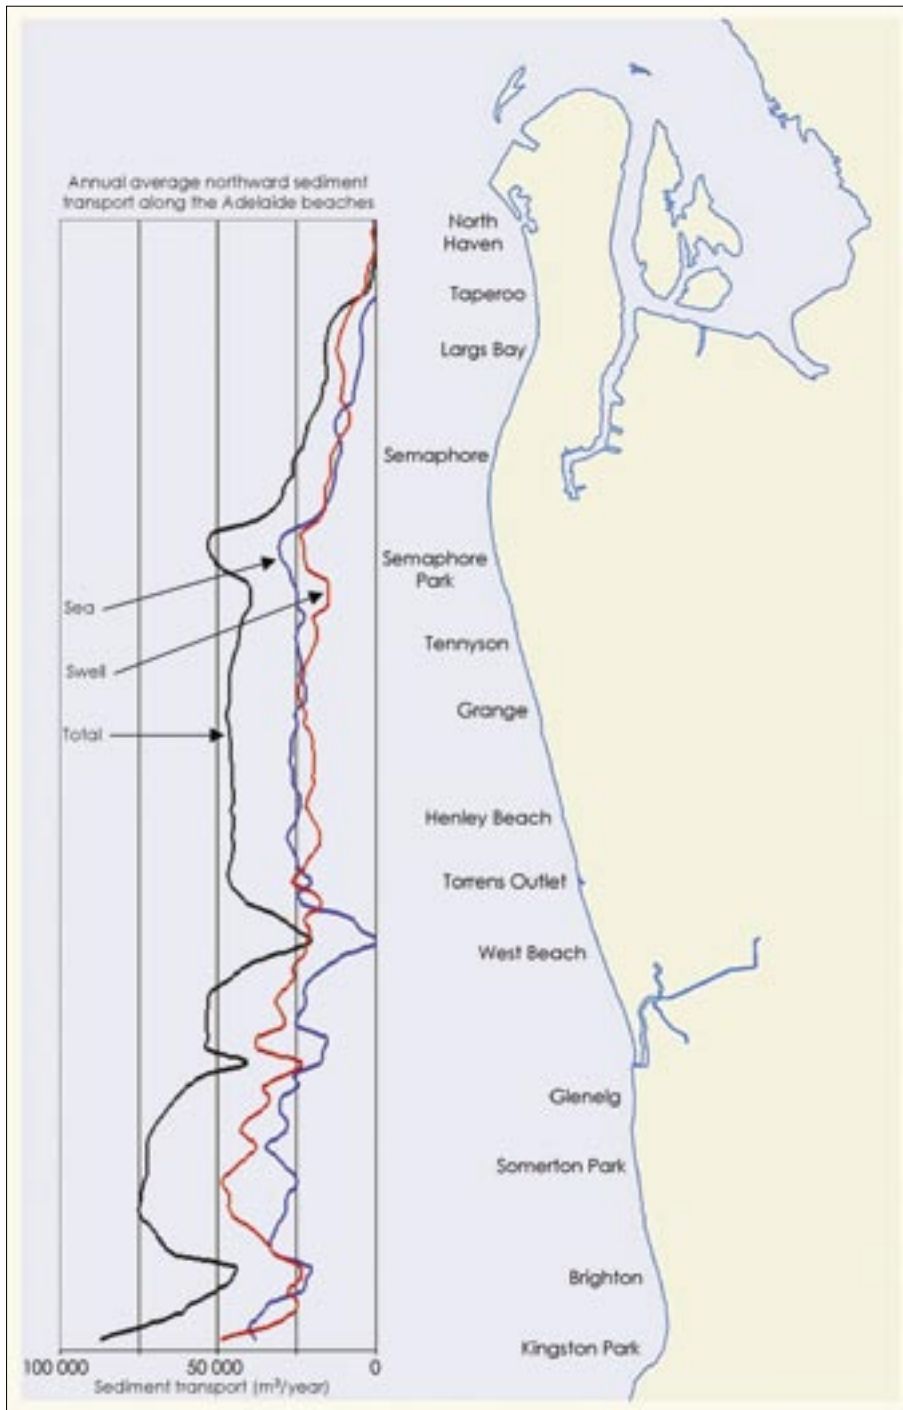 Annual average northward sediment
transport along the Adelaide beaches
North
Haven
Taperoo
Largs Bay
Semaphore
Semaphore
Park
Sea
Tennyson
Swell
Grange
Total
Henley Beach
Torrens Outlet
West Beach
Glenelg
Somerton Park
Brighton
Kingston Park
100 000 50 000 0
Sediment transport (m³/year)